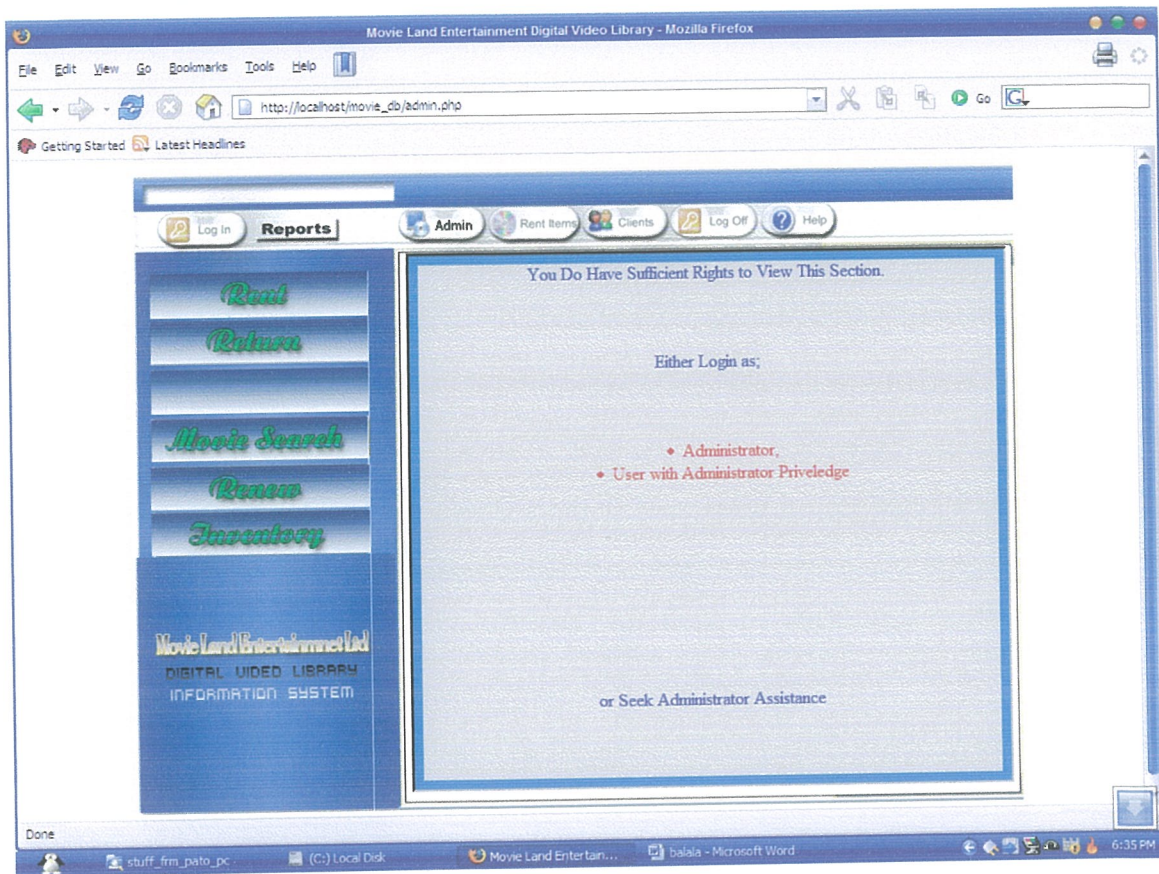 Movie Land Entertainment Digital Video Library - Mozilla Firefox
File Edit View Go Bookmarks Tools Help
http://localhost/movie_db/admin.php
Go
G
Getting Started Latest Headlines
Log In Reports Admin Rent Items Clients Log Off ? Help
You Do Have Sufficient Rights to View This Section.
Rent
Return
Either Login as;
Movie Search
• Administrator,
• User with Administrator Priveledge
Renew
Inventory
Movie Land Entertainmnet Ltd
DIGITAL VIDEO LIBRARY
INFORMATION SYSTEM
or Seek Administrator Assistance
Done
stuff_frm_pato_pc (C:) Local Disk Movie Land Entertain... balala - Microsoft Word 6:35 PM